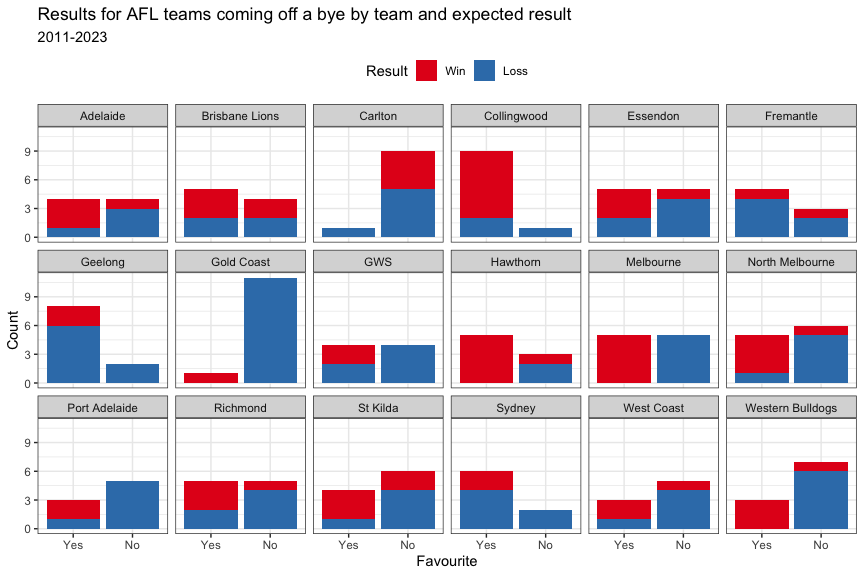 Results for AFL teams coming off a bye by team and expected result
2011-2023
Result Win Loss
Adelaide Brisbane Lions Carlton Collingwood Essendon Fremantle
9
6
3
0
Geelong Gold Coast GWS Hawthorn Melbourne North Melbourne
9
6
3
0
Count
Port Adelaide Richmond St Kilda Sydney West Coast Western Bulldogs
9
6
3
0
Yes No Yes No Yes No Yes No Yes No Yes No
Favourite